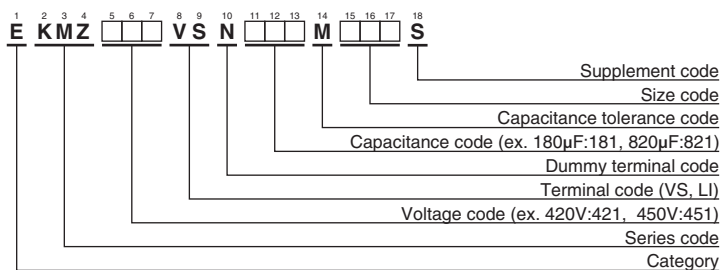 1 2 3 4 5 6 7 8 9 10 11 12 13 14 15 16 17 18
E KMZ □□□ VS N □□□ M □□□ S
Supplement code
Size code
Capacitance tolerance code
Capacitance code (ex. 180μF:181, 820μF:821)
Dummy terminal code
Terminal code (VS, LI)
Voltage code (ex. 420V:421, 450V:451)
Series code
Category